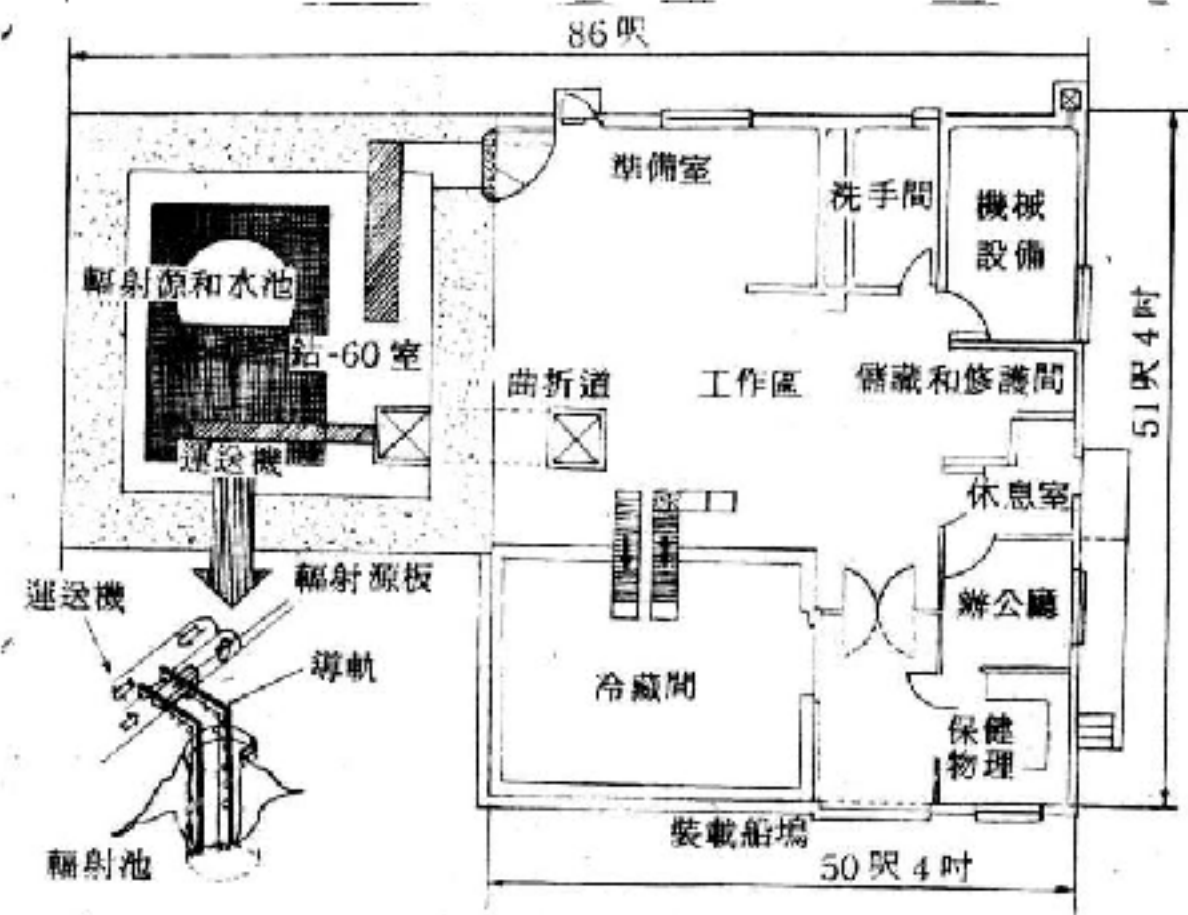 86呎
準備室
洗手間
機械
設備
輻射源和水池
鈷-60室
曲折道
工作區
儲藏和修護間
51呎4吋
運送機
休息室
運送機
輻射源板
辦公廳
導軌
冷藏間
保健
物理
裝載船塢
輻射池
50呎4吋